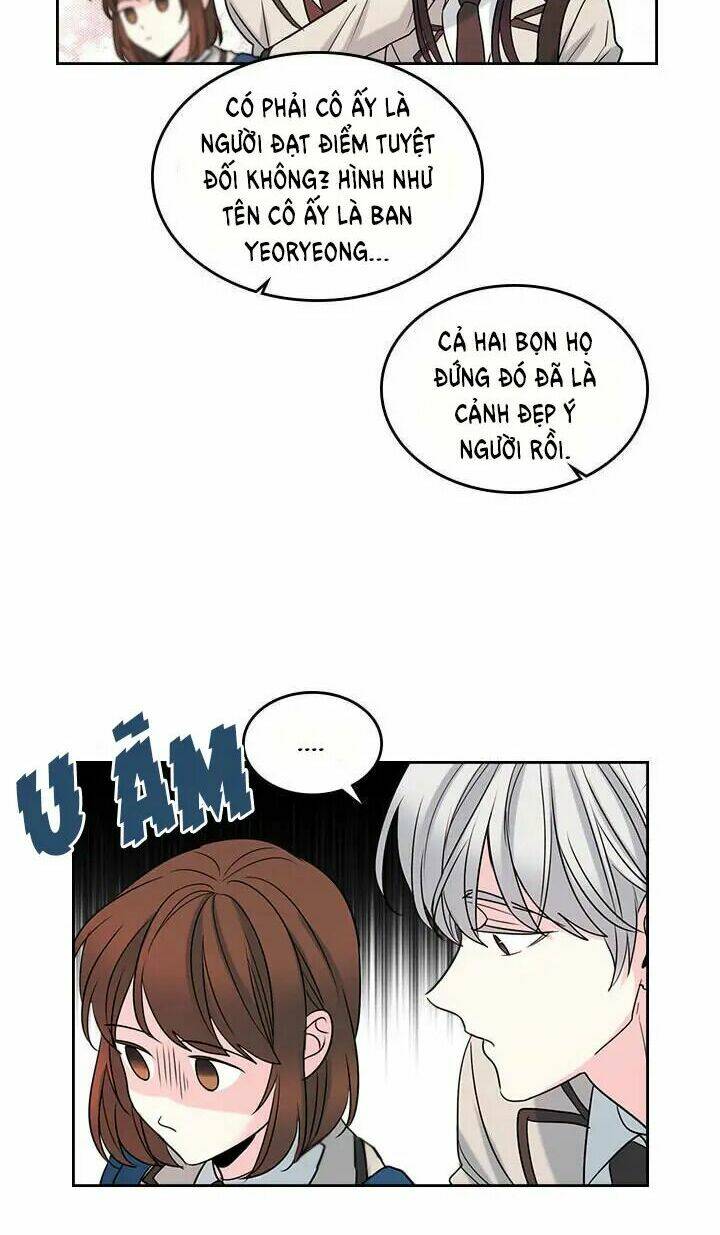 CÓ PHẢI CÔ ẤY LÀ
NGƯỜI ĐẠT ĐIỂM TUYỆT
ĐỐI KHÔNG? HÌNH NHƯ
TÊN CÔ ẤY LÀ BAN
YEORYEONG...
CẢ HAI BỌN HỌ
ĐỨNG ĐÓ ĐÃ LÀ
CẢNH ĐẸP Ý
NGƯỜI RỒI.
....
U ÁM